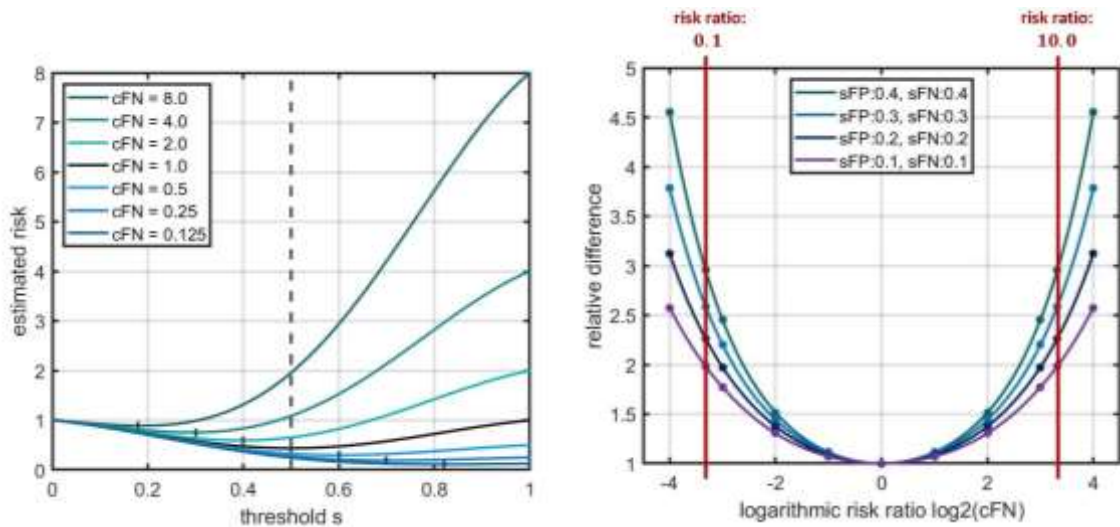 8
7
6
5
4
3
2
1
0
estimated risk
cFN = 8.0
cFN = 4.0
cFN = 2.0
cFN = 1.0
cFN = 0.5
cFN = 0.25
cFN = 0.125
0 0.2 0.4 0.6 0.8 1
threshold s
risk ratio:
0.1
risk ratio:
10.0
5
4.5
4
3.5
3
2.5
2
1.5
1
relative difference
sFP:0.4, sFN:0.4
sFP:0.3, sFN:0.3
sFP:0.2, sFN:0.2
sFP:0.1, sFN:0.1
-4 -2 0 2 4
logarithmic risk ratio log2(cFN)